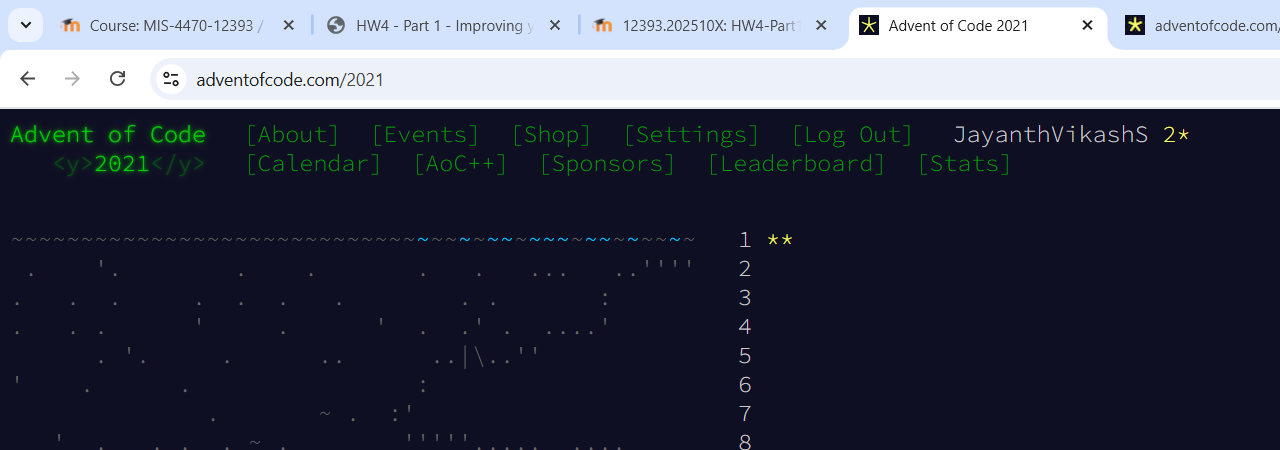 Course: MIS-4470-12393 /
HW4 - Part 1 - Improving y
12393.202510X: HW4-Part1
Advent of Code 2021
adventofcode.com/
adventofcode.com/2021
Advent of Code [About] [Events] [Shop] [Settings] [Log Out] JayanthVikashS 2*
<y>2021</y> [Calendar] [AoC++] [Sponsors] [Leaderboard] [Stats]
1 **
2
3
4
5
6
7
8